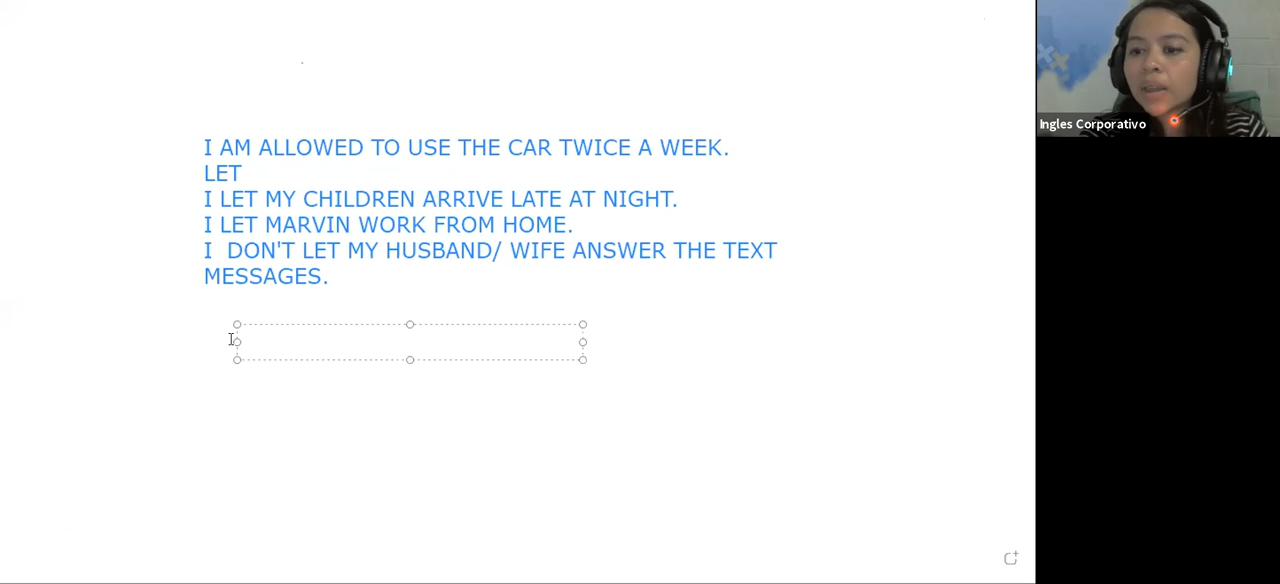 I AM ALLOWED TO USE THE CAR TWICE A WEEK.
LET
I LET MY CHILDREN ARRIVE LATE AT NIGHT.
I LET MARVIN WORK FROM HOME.
I  DON'T LET MY HUSBAND/ WIFE ANSWER THE TEXT
MESSAGES.
Ingles Corporativo